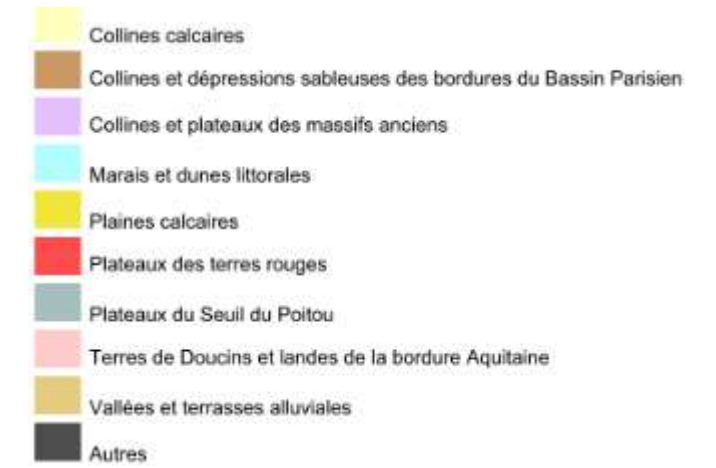 Collines calcaires
Collines et dépressions sableuses des bordures du Bassin Parisien
Collines et plateaux des massifs anciens
Marais et dunes littorales
Plaines calcaires
Plateaux des terres rouges
Plateaux du Seuil du Poitou
Terres de Doucins et landes de la bordure Aquitaine
Vallées et terrasses alluviales
Autres